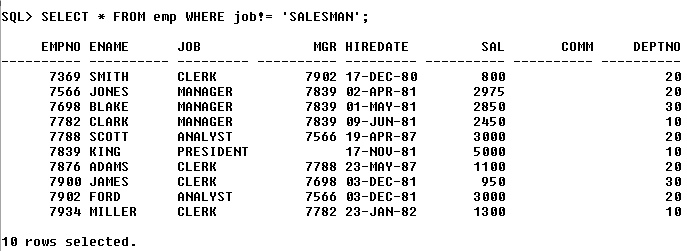 SQL> SELECT * FROM emp WHERE job!= 'SALESMAN';
EMPNO ENAME JOB MGR HIREDATE SAL COMM DEPTNO
---------- ---------- --------- ---------- --------- ---------- ---------- ----------
7369 SMITH CLERK 7902 17-DEC-80 800 20
7566 JONES MANAGER 7839 02-APR-81 2975 20
7698 BLAKE MANAGER 7839 01-MAY-81 2850 30
7782 CLARK MANAGER 7839 09-JUN-81 2450 10
7788 SCOTT ANALYST 7566 19-APR-87 3000 20
7839 KING PRESIDENT 17-NOV-81 5000 10
7876 ADAMS CLERK 7788 23-MAY-87 1100 20
7900 JAMES CLERK 7698 03-DEC-81 950 30
7902 FORD ANALYST 7566 03-DEC-81 3000 20
7934 MILLER CLERK 7782 23-JAN-82 1300 10
10 rows selected.